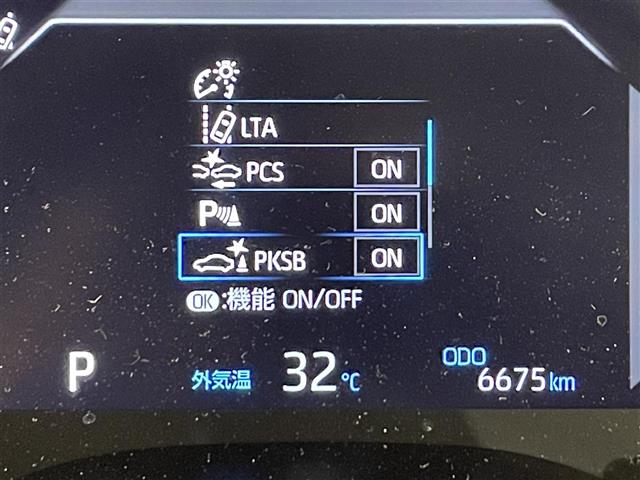 LTA
PCS ON
P ON
PKSB ON
OK:機能 ON/OFF
P 外気温 32℃ ODO 6675km